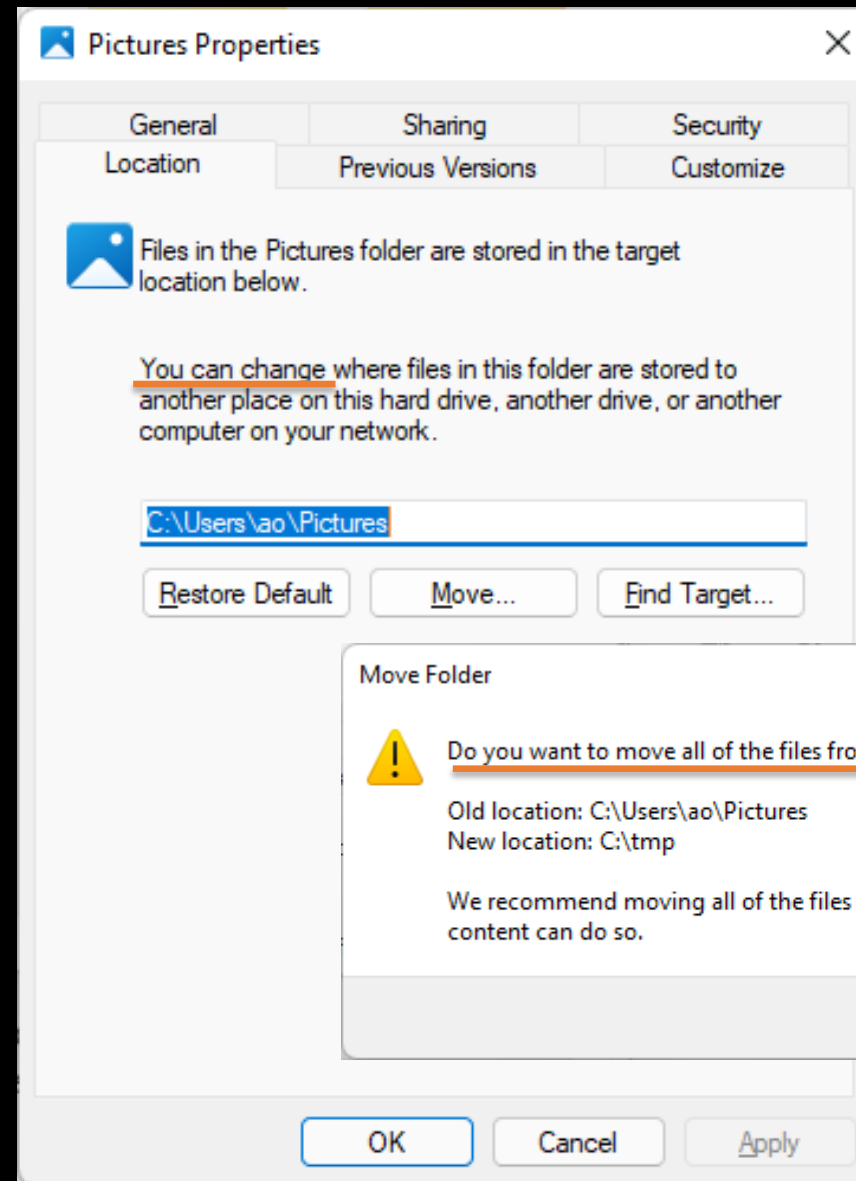 Pictures Properties
General Sharing Security
Location Previous Versions Customize
Files in the Pictures folder are stored in the target
location below.
You can change where files in this folder are stored to
another place on this hard drive, another drive, or another
computer on your network.
C:\Users\ao\Pictures
Restore Default Move... Find Target...
Move Folder
Do you want to move all of the files fro
Old location: C:\Users\ao\Pictures
New location: C:\tmp
We recommend moving all of the files
content can do so.
OK Cancel Apply